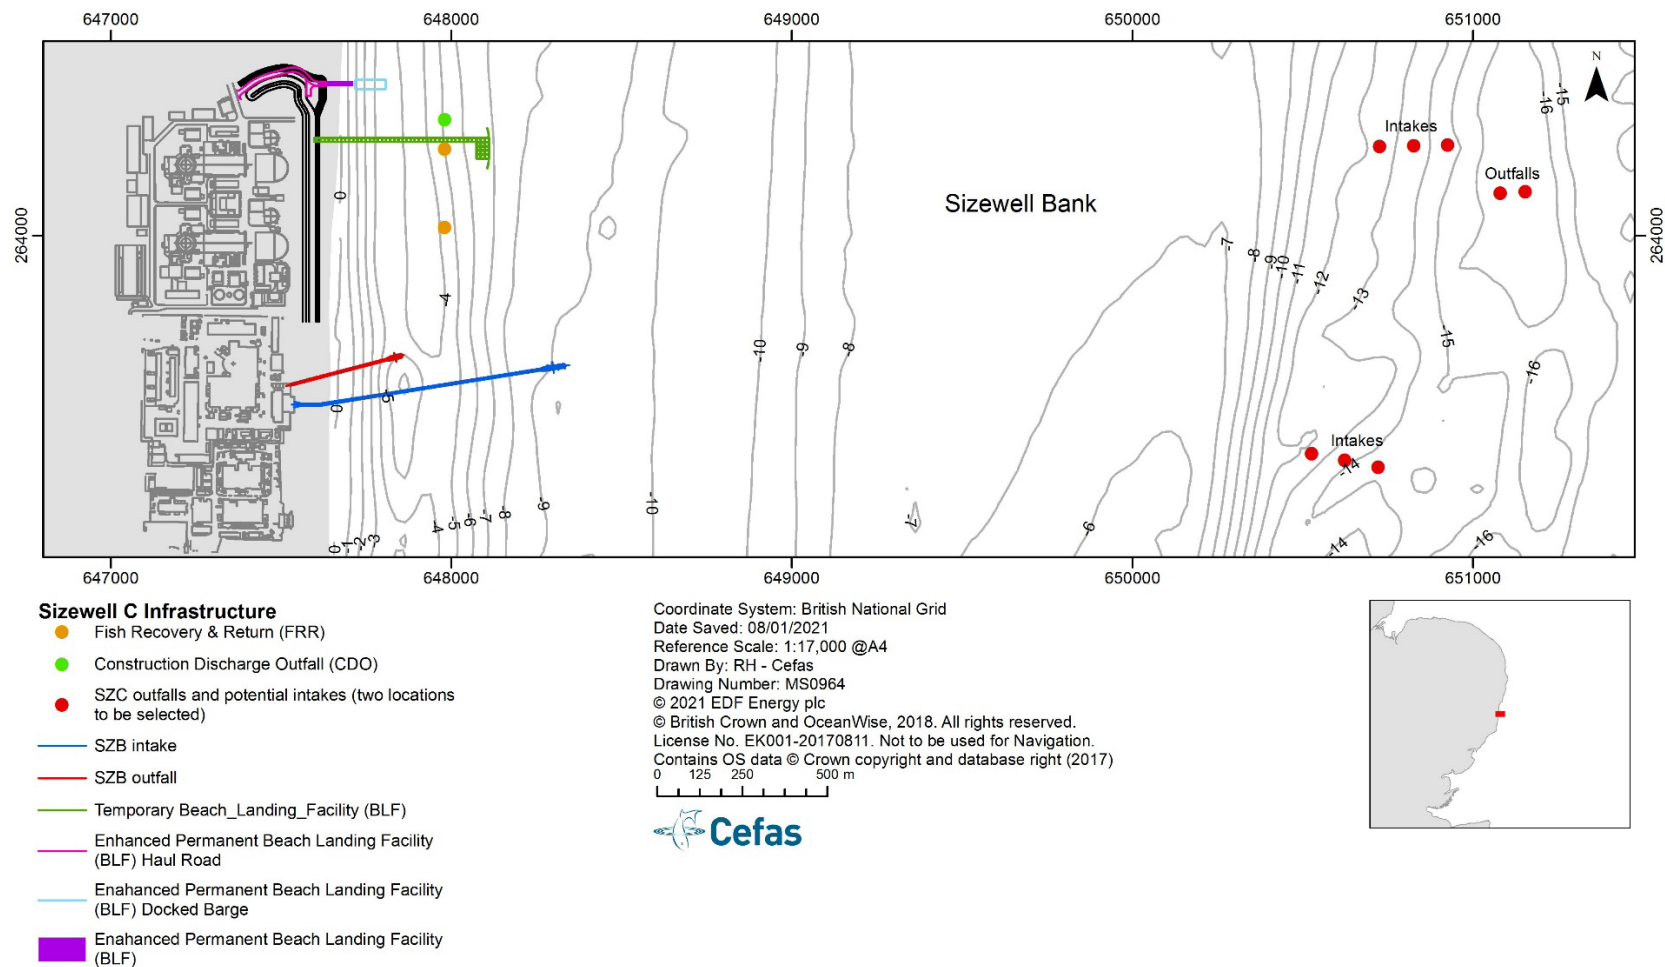 647000 648000 649000 650000 651000
N
-15
-16
Intakes
Outfalls
0
Sizewell Bank
264000
264000
-7
-8
-9
-10
-11
-12
-13
-4
-15
-10
-9
-8
-16
-5
0
Intakes
-14
-10
-9
-8
-7
-6
-5
-4
-3
-2
-1
0
-7
-6
-14
-16
647000 648000 649000 650000 651000
Sizewell C Infrastructure
Fish Recovery & Return (FRR)
Construction Discharge Outfall (CDO)
SZC outfalls and potential intakes (two locations
to be selected)
SZB intake
SZB outfall
Temporary Beach_Landing_Facility (BLF)
Enhanced Permanent Beach Landing Facility
(BLF) Haul Road
Enahanced Permanent Beach Landing Facility
(BLF) Docked Barge
Enahanced Permanent Beach Landing Facility
(BLF)
Coordinate System: British National Grid
Date Saved: 08/01/2021
Reference Scale: 1:17,000 @A4
Drawn By: RH - Cefas
Drawing Number: MS0964
© 2021 EDF Energy plc
© British Crown and OceanWise, 2018. All rights reserved.
License No. EK001-20170811. Not to be used for Navigation.
Contains OS data © Crown copyright and database right (2017)
0 125 250 500 m
Cefas